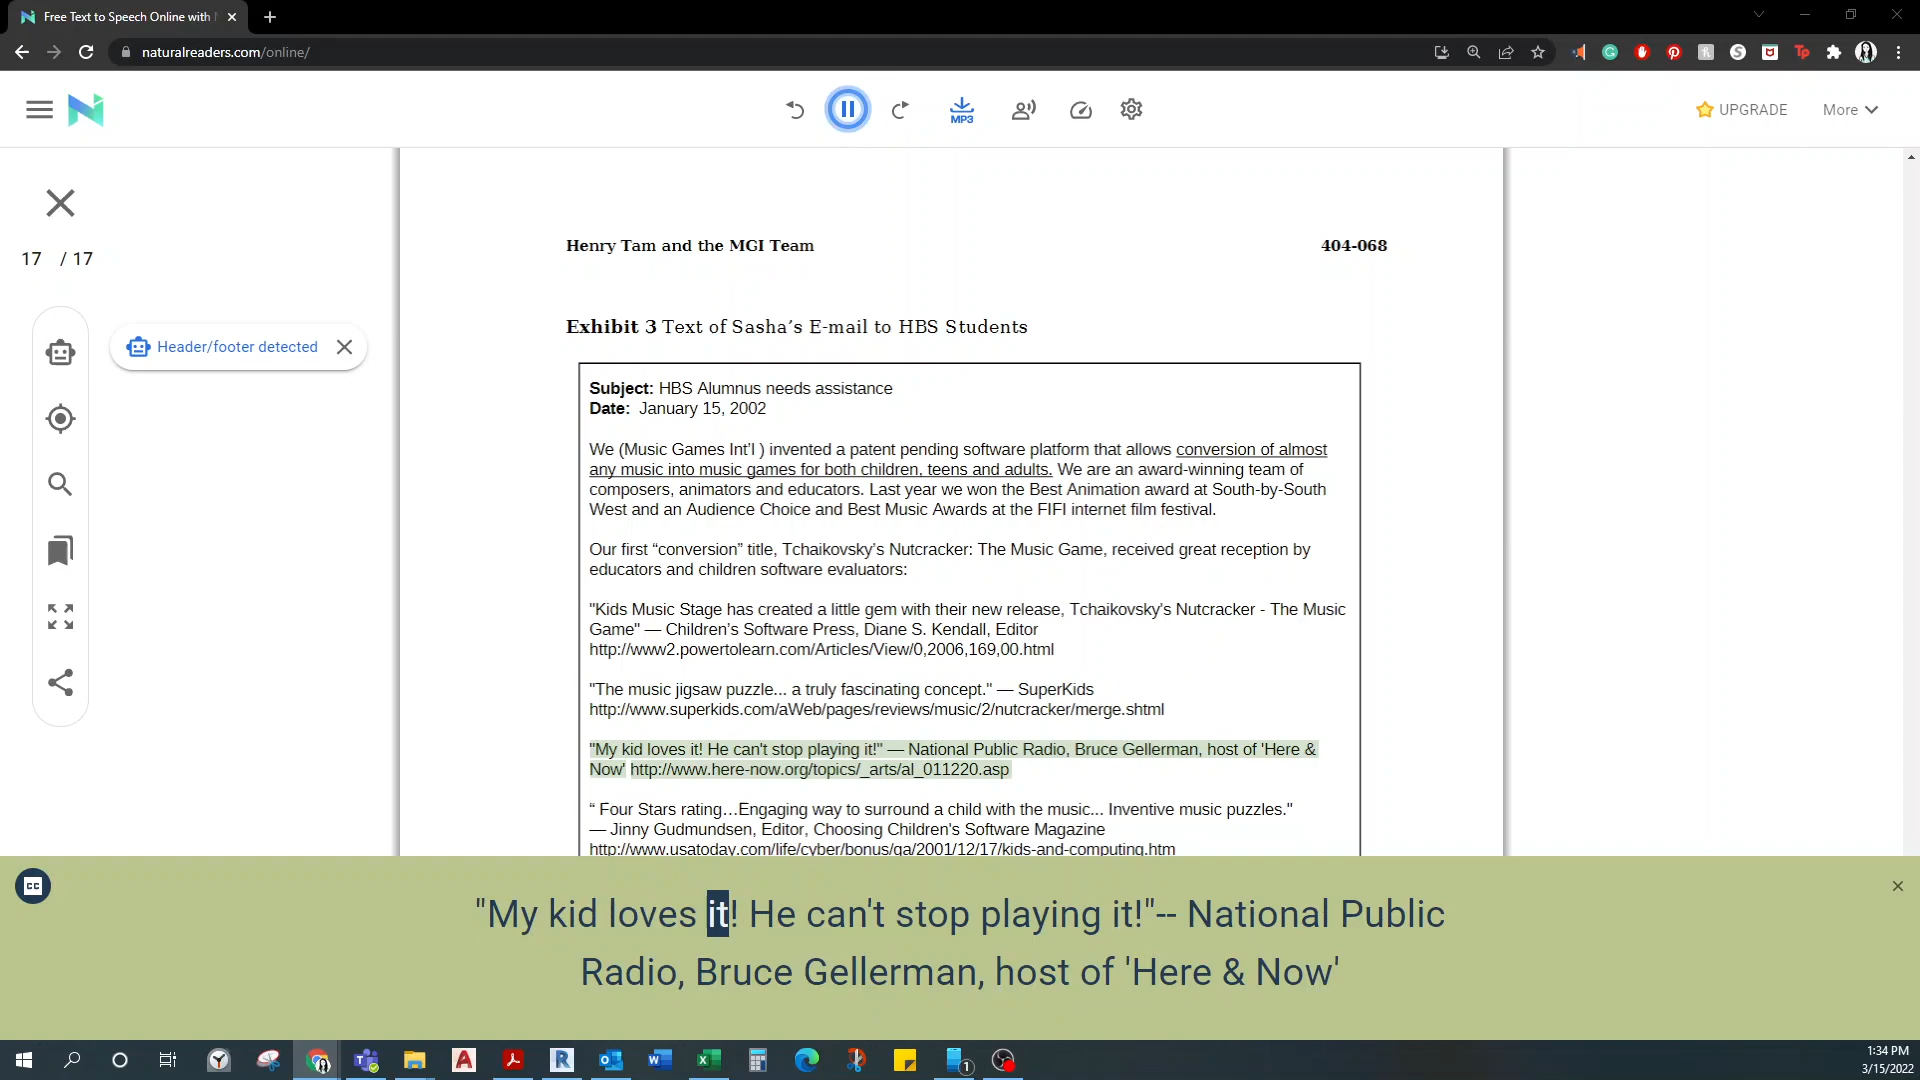 Free Text to Speech Online with
naturalreaders.com/online/
MP3
UPGRADE
More
17 / 17
Header/footer detected
Henry Tam and the MGI Team 404-068
Exhibit 3 Text of Sasha’s E-mail to HBS Students
Subject: HBS Alumnus needs assistance
Date: January 15, 2002
We (Music Games Int’l ) invented a patent pending software platform that allows conversion of almost
any music into music games for both children, teens and adults. We are an award-winning team of
composers, animators and educators. Last year we won the Best Animation award at South-by-South
West and an Audience Choice and Best Music Awards at the FIFI internet film festival.
Our first “conversion” title, Tchaikovsky’s Nutcracker: The Music Game, received great reception by
educators and children software evaluators:
"Kids Music Stage has created a little gem with their new release, Tchaikovsky's Nutcracker - The Music
Game" — Children’s Software Press, Diane S. Kendall, Editor
http://www2.powertolearn.com/Articles/View/0,2006,169,00.html
"The music jigsaw puzzle... a truly fascinating concept." — SuperKids
http://www.superkids.com/aWeb/pages/reviews/music/2/nutcracker/merge.shtml
"My kid loves it! He can't stop playing it!" — National Public Radio, Bruce Gellerman, host of 'Here &
Now' http://www.here-now.org/topics/_arts/al_011220.asp
“ Four Stars rating…Engaging way to surround a child with the music... Inventive music puzzles."
— Jinny Gudmundsen, Editor, Choosing Children's Software Magazine
http://www.usatoday.com/life/cyber/bonus/qa/2001/12/17/kids-and-computing.htm
CC
"My kid loves it! He can't stop playing it!"-- National Public
Radio, Bruce Gellerman, host of 'Here & Now'
1:34 PM
3/15/2022